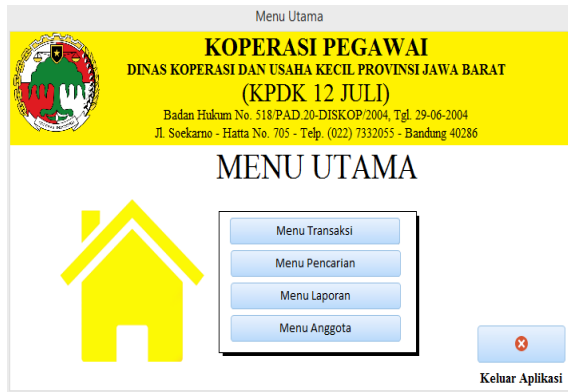 Menu Utama
KOPERASI PEGAWAI
DINAS KOPERASI DAN USAHA KECIL PROVINSI JAWA BARAT
(KPDK 12 JULI)
Badan Hukum No. 518/PAD.20-DISKOP/2004, Tgl. 29-06-2004
Jl. Soekarno - Hatta No. 705 - Telp. (022) 7332055 - Bandung 40286
MENU UTAMA
Menu Transaksi
Menu Pencarian
Menu Laporan
Menu Anggota
Keluar Aplikasi